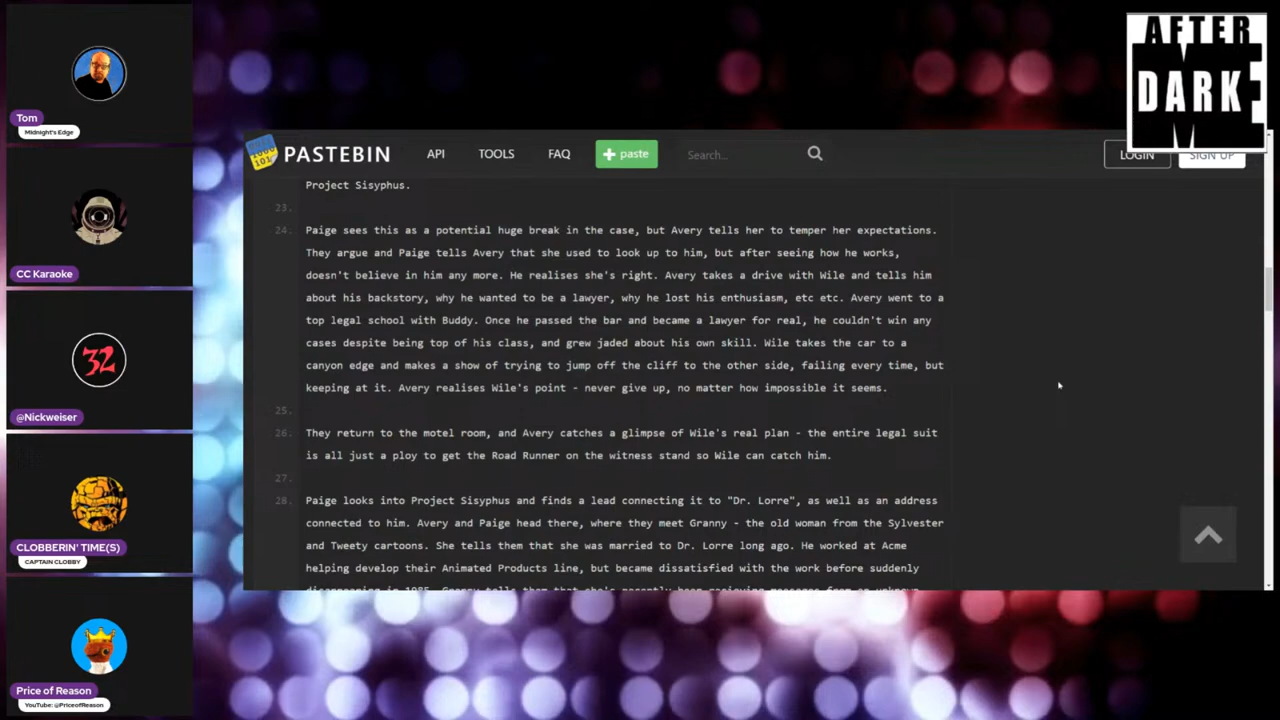 Tom
Midnight's Edge
CC Karaoke
32
@Nickweiser
CLOBBERIN' TIME(S)
CAPTAIN CLOBBY
Price of Reason
YouTube: @PriceofReason
AFTER
DARK
PASTEBIN
API
TOOLS
FAQ
+ paste
Search...
LOGIN
SIGN UP
Project Sisyphus.
23.
24.
Paige sees this as a potential huge break in the case, but Avery tells her to temper her expectations.
They argue and Paige tells Avery that she used to look up to him, but after seeing how he works,
doesn't believe in him any more. He realises she's right. Avery takes a drive with Wile and tells him
about his backstory, why he wanted to be a lawyer, why he lost his enthusiasm, etc etc. Avery went to a
top legal school with Buddy. Once he passed the bar and became a lawyer for real, he couldn't win any
cases despite being top of his class, and grew jaded about his own skill. Wile takes the car to a
canyon edge and makes a show of trying to jump off the cliff to the other side, failing every time, but
keeping at it. Avery realises Wile's point - never give up, no matter how impossible it seems.
25.
26.
They return to the motel room, and Avery catches a glimpse of Wile's real plan - the entire legal suit
is all just a ploy to get the Road Runner on the witness stand so Wile can catch him.
27.
28.
Paige looks into Project Sisyphus and finds a lead connecting it to "Dr. Lorre", as well as an address
connected to him. Avery and Paige head there, where they meet Granny - the old woman from the Sylvester
and Tweety cartoons. She tells them that she was married to Dr. Lorre long ago. He worked at Acme
helping develop their Animated Products line, but became dissatisfied with the work before suddenly